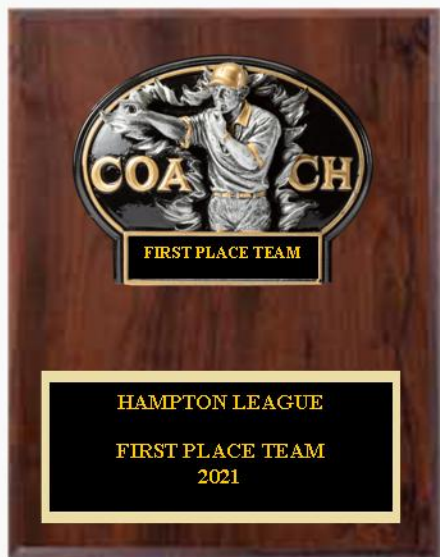 COACH
FIRST PLACE TEAM
HAMPTON LEAGUE
FIRST PLACE TEAM
2021